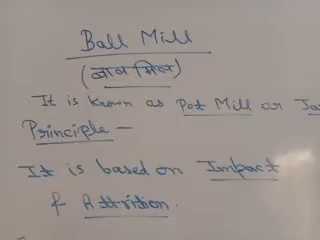 Ball Mill
(बाल मिल)
It is known as Pot Mill or
Principle –
It is based on Impact
& Attrition.